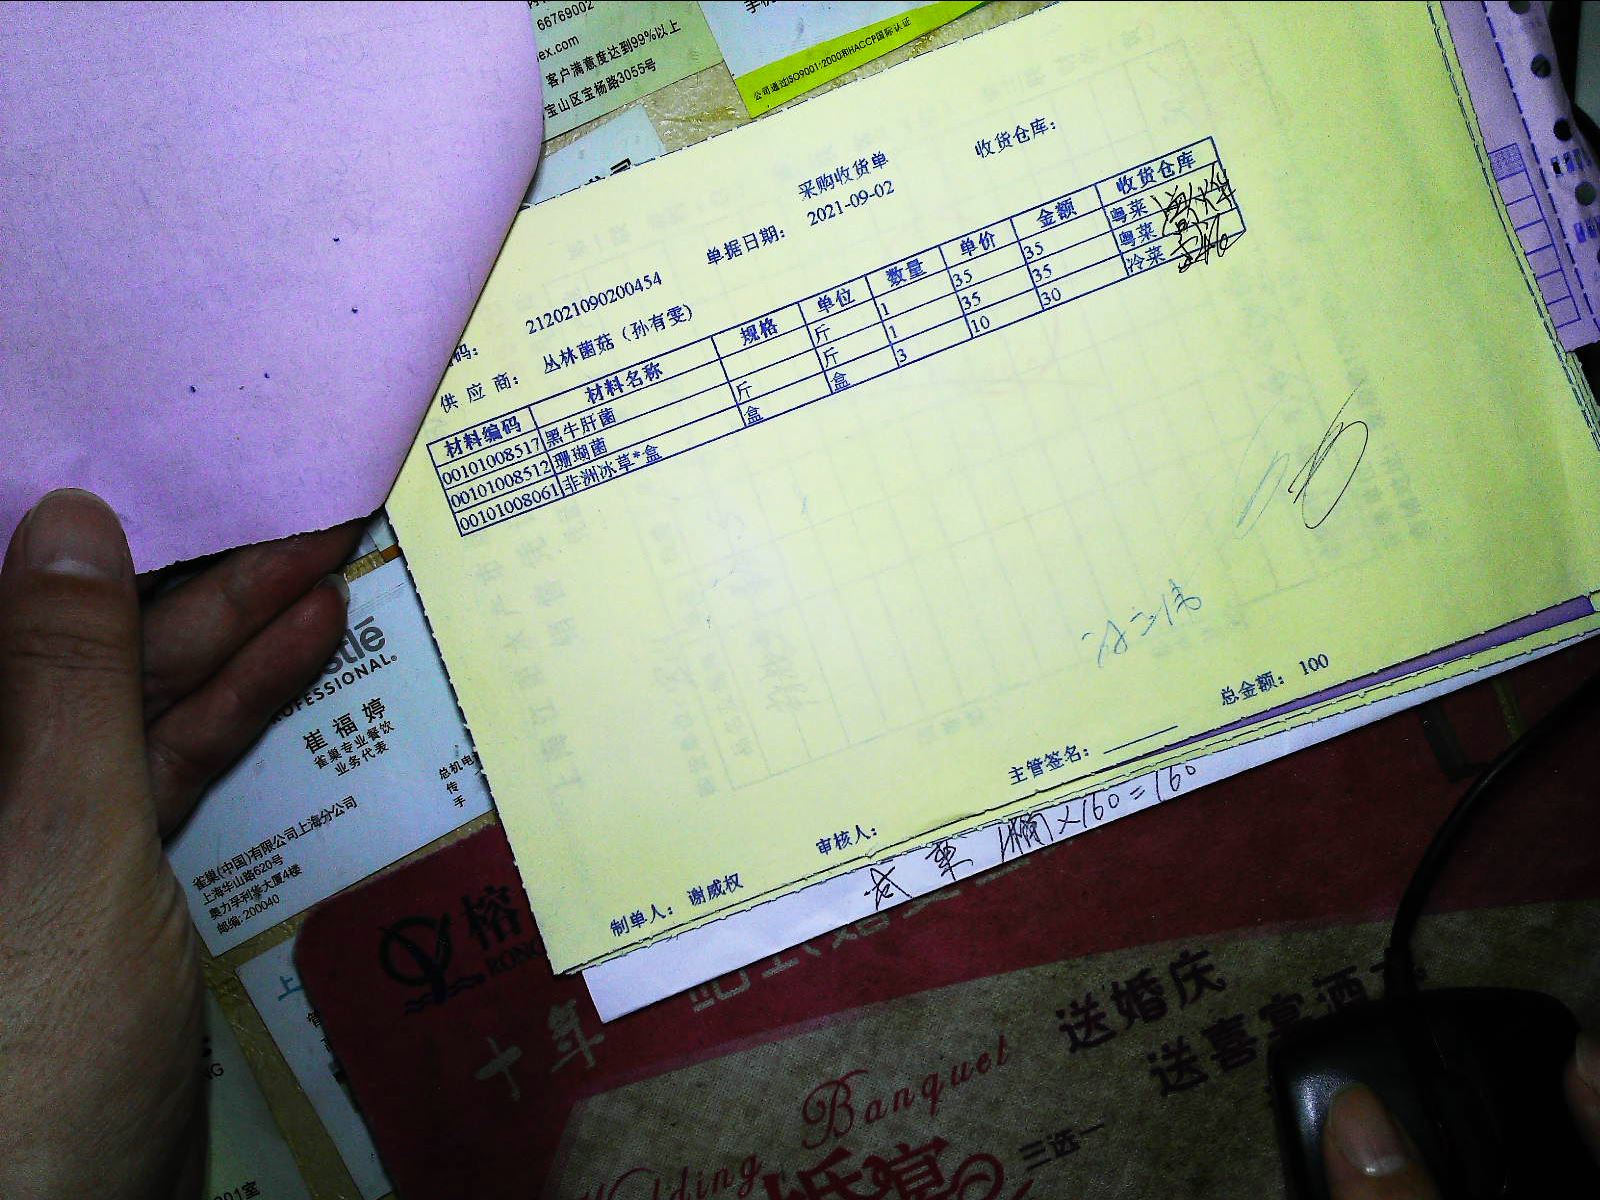 66769002
ex.com
客户满意度达到99%以上
宝山区宝杨路3055号
公司通过ISO9001:2000和HACCP国际认证
采购收货单
收货仓库：
单据日期： 2021-09-02
码： 212021090200454
供 应 商： 丛林菌菇（孙有雯）
材料编码 材料名称 规格 单位 数量 单价 金额 收货仓库
00101008517 黑牛肝菌 斤 斤 1 35 35 粤菜
00101008512 珊瑚菌 斤 1 35 35 粤菜
00101008061 非洲冰草*盒 盒 盒 3 10 30 冷菜
总金额： 100
主管签名：
审核人：
制单人： 谢威权
×160=160
stlé
PROFESSIONAL.
崔福婷
雀巢专业餐饮
业务代表
总机电
传
手
雀巢(中国)有限公司上海分公司
上海华山路620号
奥力孚利筆大厦4楼
邮编: 200040
榕
RONG
十年
送婚庆
送喜宴酒
Banquet
三选一
Wedding